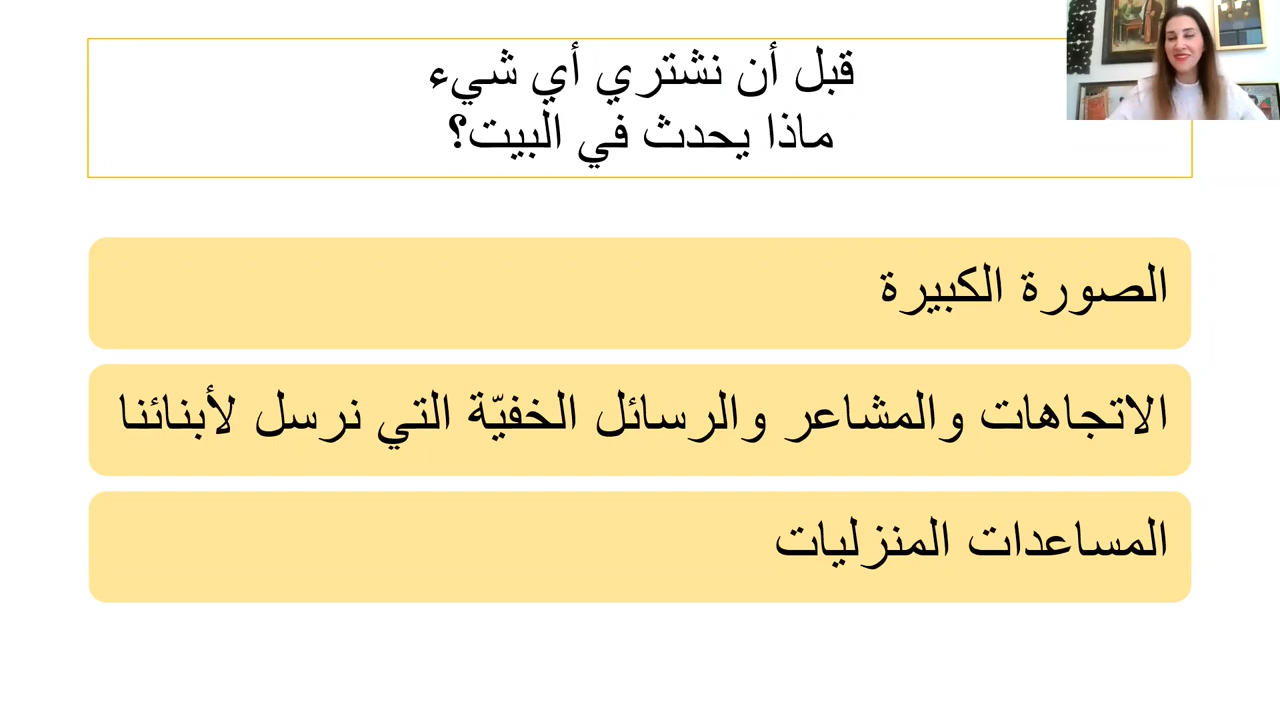 قبل أن نشتري أي شيء
ماذا يحدث في البيت؟
الصورة الكبيرة
الاتجاهات والمشاعر والرسائل الخفيّة التي نرسل لأبنائنا
المساعدات المنزليات